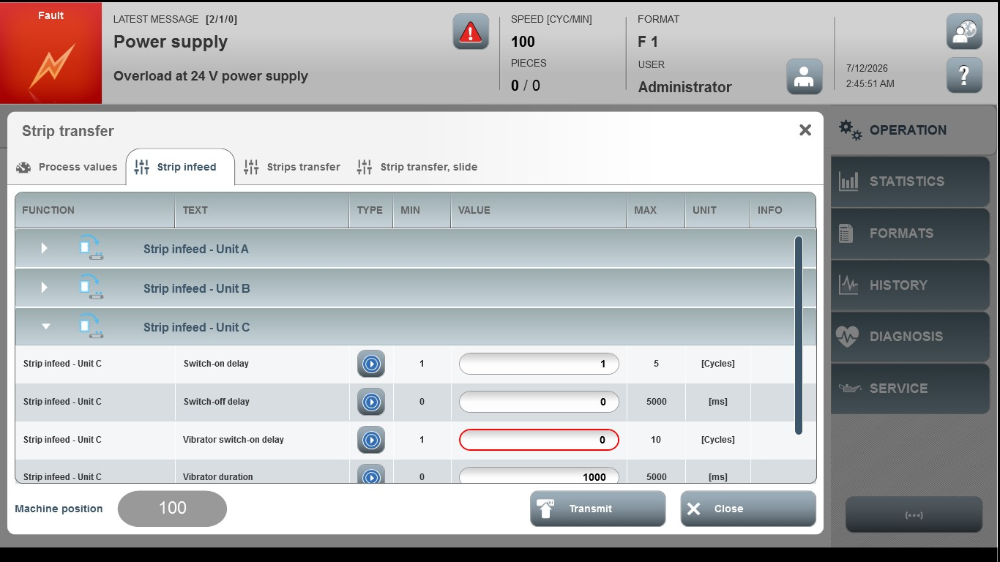 Fault
LATEST MESSAGE [2/1/0]
Power supply
Overload at 24 V power supply
SPEED [CYC/MIN]
100
PIECES
0 / 0
FORMAT
F 1
USER
Administrator
7/12/2026
2:45:51 AM
?
Strip transfer
Process values
Strip infeed
Strips transfer
Strip transfer, slide
FUNCTION TEXT TYPE MIN VALUE MAX UNIT INFO
Strip infeed - Unit A
Strip infeed - Unit B
Strip infeed - Unit C
Strip infeed - Unit C Switch-on delay 1 1 5 [Cycles]
Strip infeed - Unit C Switch-off delay 0 0 5000 [ms]
Strip infeed - Unit C Vibrator switch-on delay 1 0 10 [Cycles]
Strip infeed - Unit C Vibrator duration 0 1000 5000 [ms]
Machine position 100
Transmit
Close
OPERATION
STATISTICS
FORMATS
HISTORY
DIAGNOSIS
SERVICE
(...)